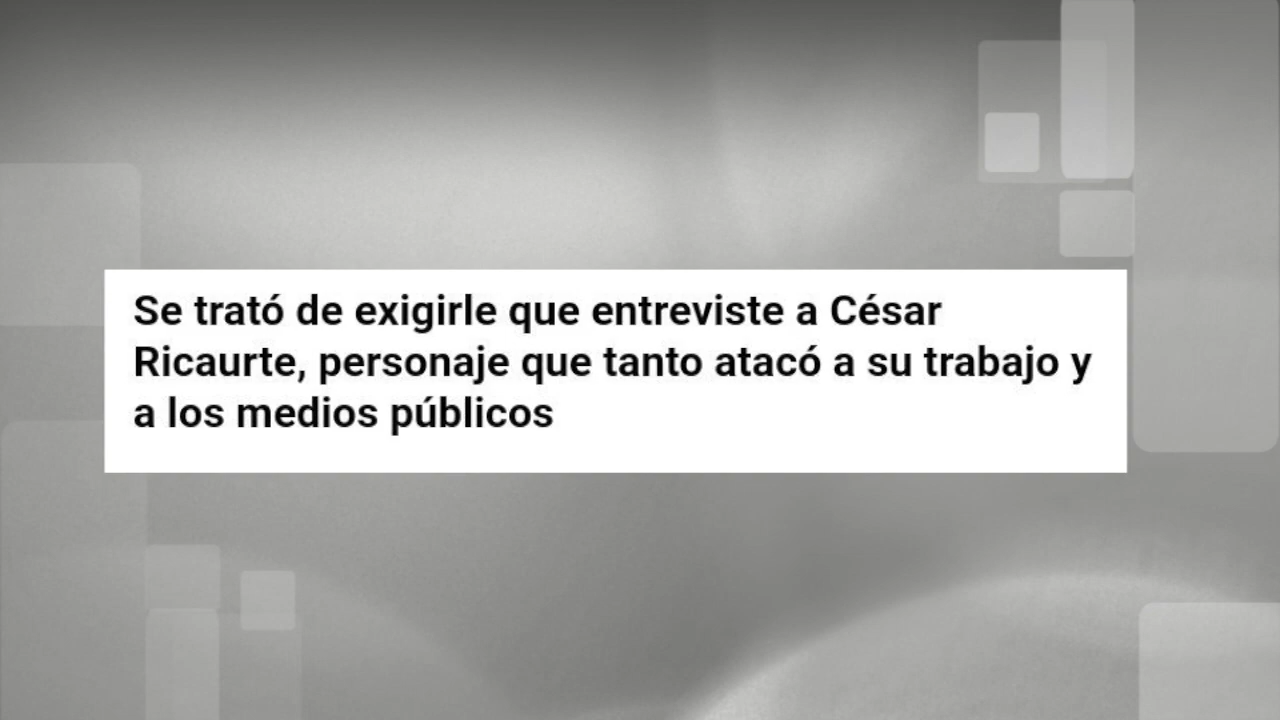 Se trató de exigirle que entreviste a César
Ricaurte, personaje que tanto atacó a su trabajo y
a los medios públicos